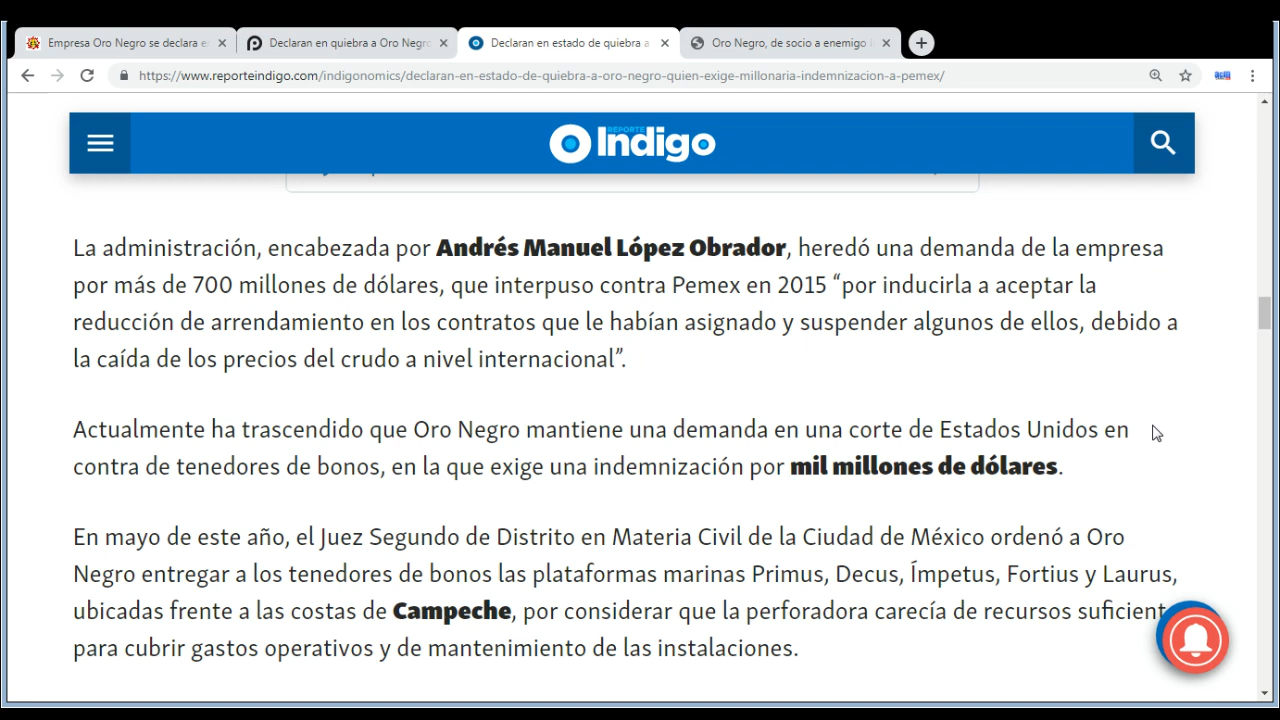 Empresa Oro Negro se declara e
Declaran en quiebra a Oro Negro
Declaran en estado de quiebra a
Oro Negro, de socio a enemigo
https://www.reporteindigo.com/indigonomics/declaran-en-estado-de-quiebra-a-oro-negro-quien-exige-millonaria-indemnizacion-a-pemex/
REPORTE
Indigo
La administración, encabezada por Andrés Manuel López Obrador, heredó una demanda de la empresa
por más de 700 millones de dólares, que interpuso contra Pemex en 2015 “por inducirla a aceptar la
reducción de arrendamiento en los contratos que le habían asignado y suspender algunos de ellos, debido a
la caída de los precios del crudo a nivel internacional”.
Actualmente ha trascendido que Oro Negro mantiene una demanda en una corte de Estados Unidos en
contra de tenedores de bonos, en la que exige una indemnización por mil millones de dólares.
En mayo de este año, el Juez Segundo de Distrito en Materia Civil de la Ciudad de México ordenó a Oro
Negro entregar a los tenedores de bonos las plataformas marinas Primus, Decus, Ímpetus, Fortius y Laurus,
ubicadas frente a las costas de Campeche, por considerar que la perforadora carecía de recursos suficient
para cubrir gastos operativos y de mantenimiento de las instalaciones.